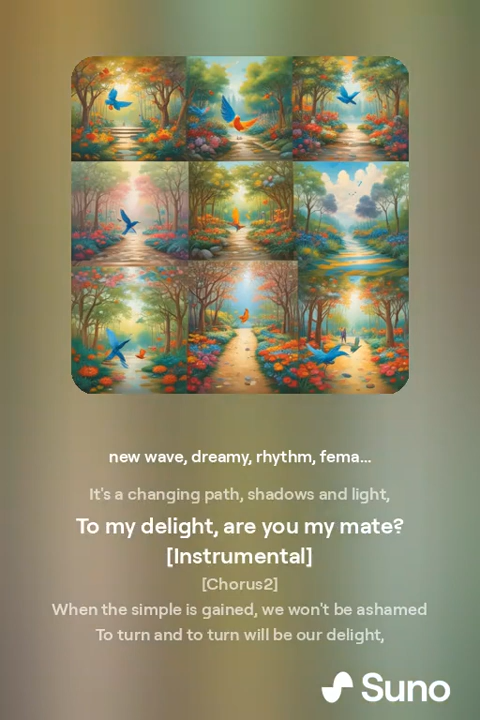 new wave, dreamy, rhythm, fema...
It's a changing path, shadows and light,
To my delight, are you my mate?
[Instrumental]
[Chorus2]
When the simple is gained, we won't be ashamed
To turn and to turn will be our delight,
Suno